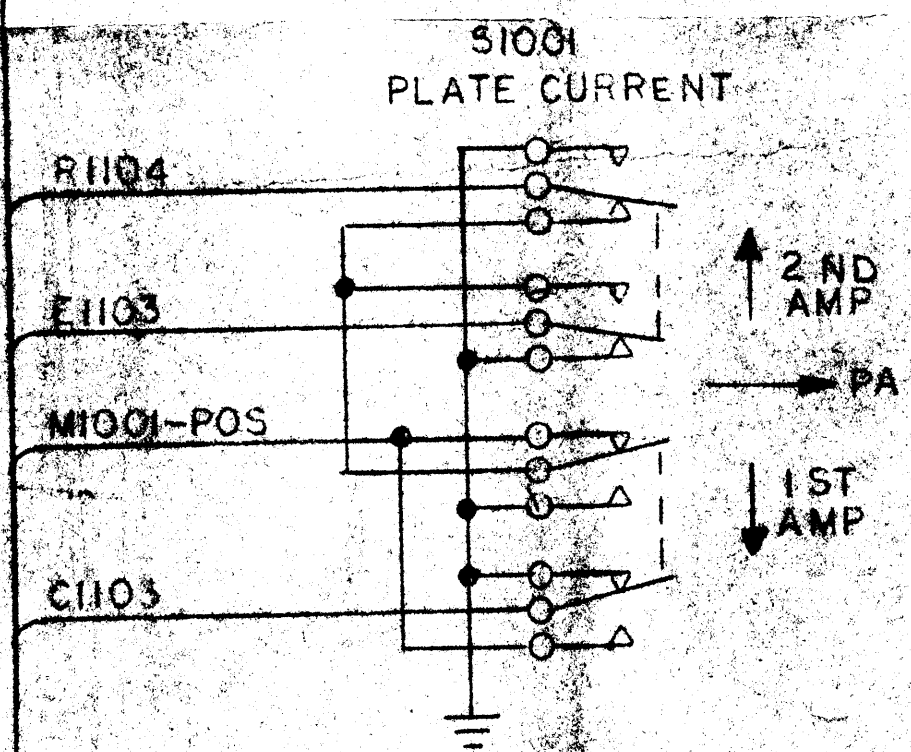 S1001
PLATE CURRENT
R1104
E1103
M1001-POS
C1103
2 ND
AMP
PA
1 ST
AMP